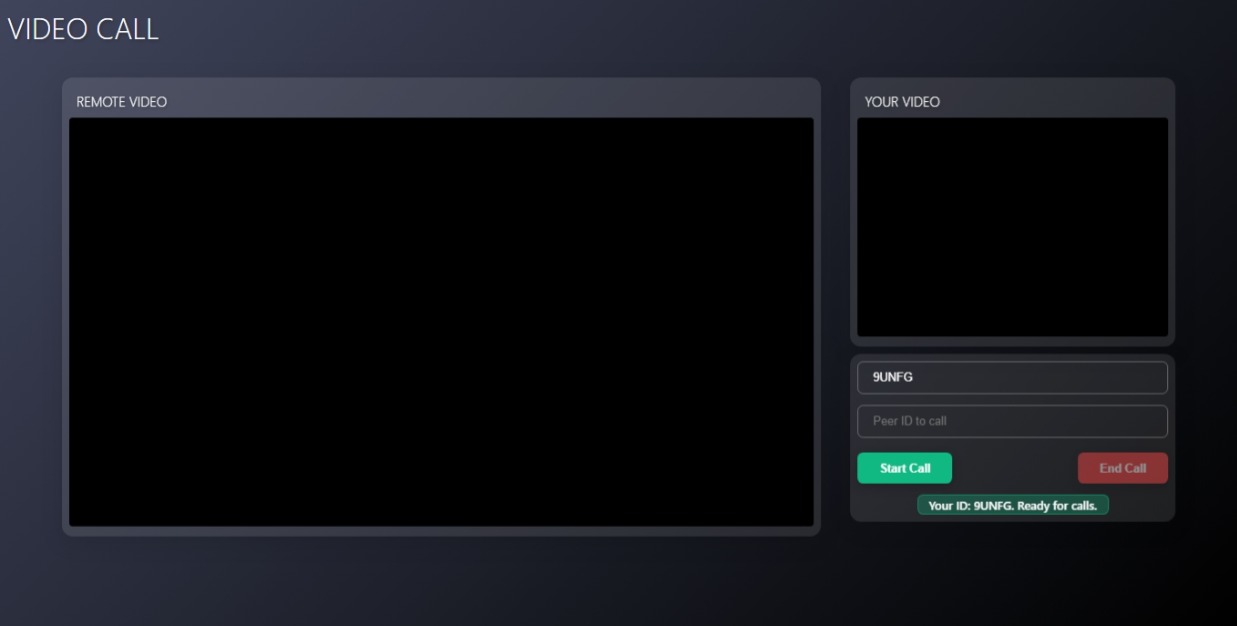 VIDEO CALL
REMOTE VIDEO
YOUR VIDEO
9UNFG
Peer ID to call
Start Call
End Call
Your ID: 9UNFG. Ready for calls.